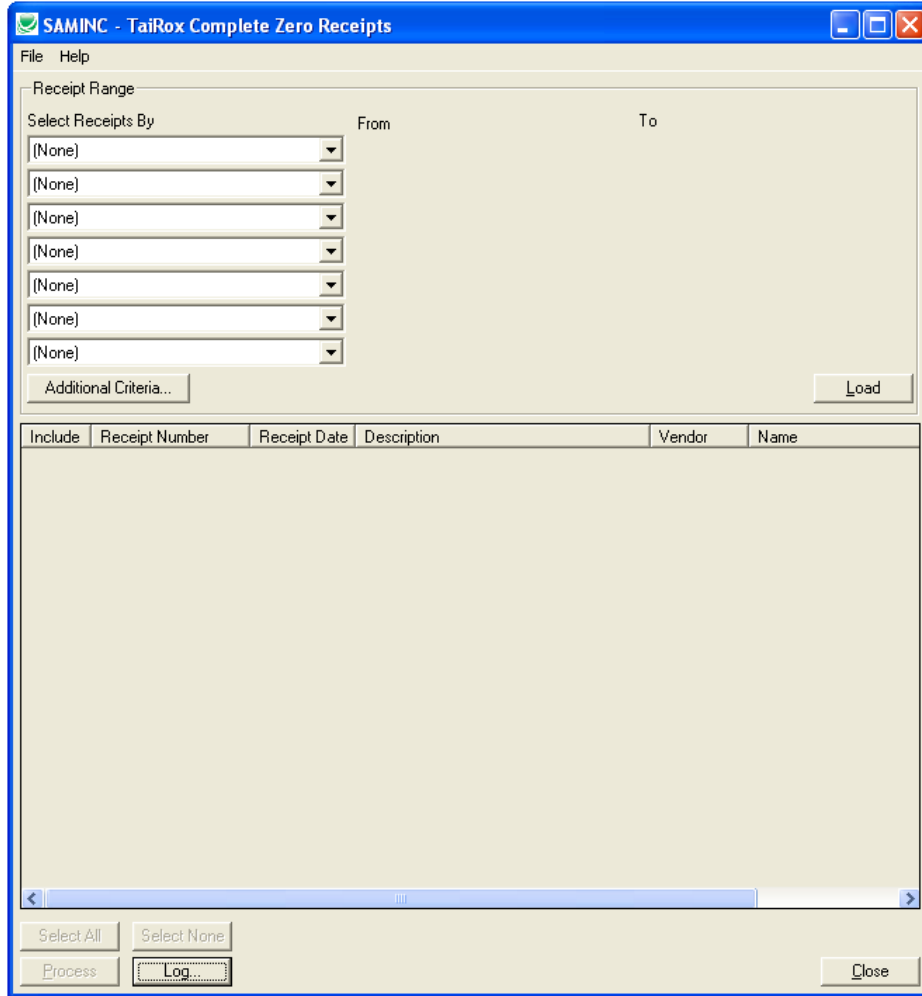 SAMINC - TaiRox Complete Zero Receipts
File Help
Receipt Range
Select Receipts By From To
(None)
(None)
(None)
(None)
(None)
(None)
(None)
Additional Criteria... Load
Include Receipt Number Receipt Date Description Vendor Name
Select All Select None
Process Log... Close